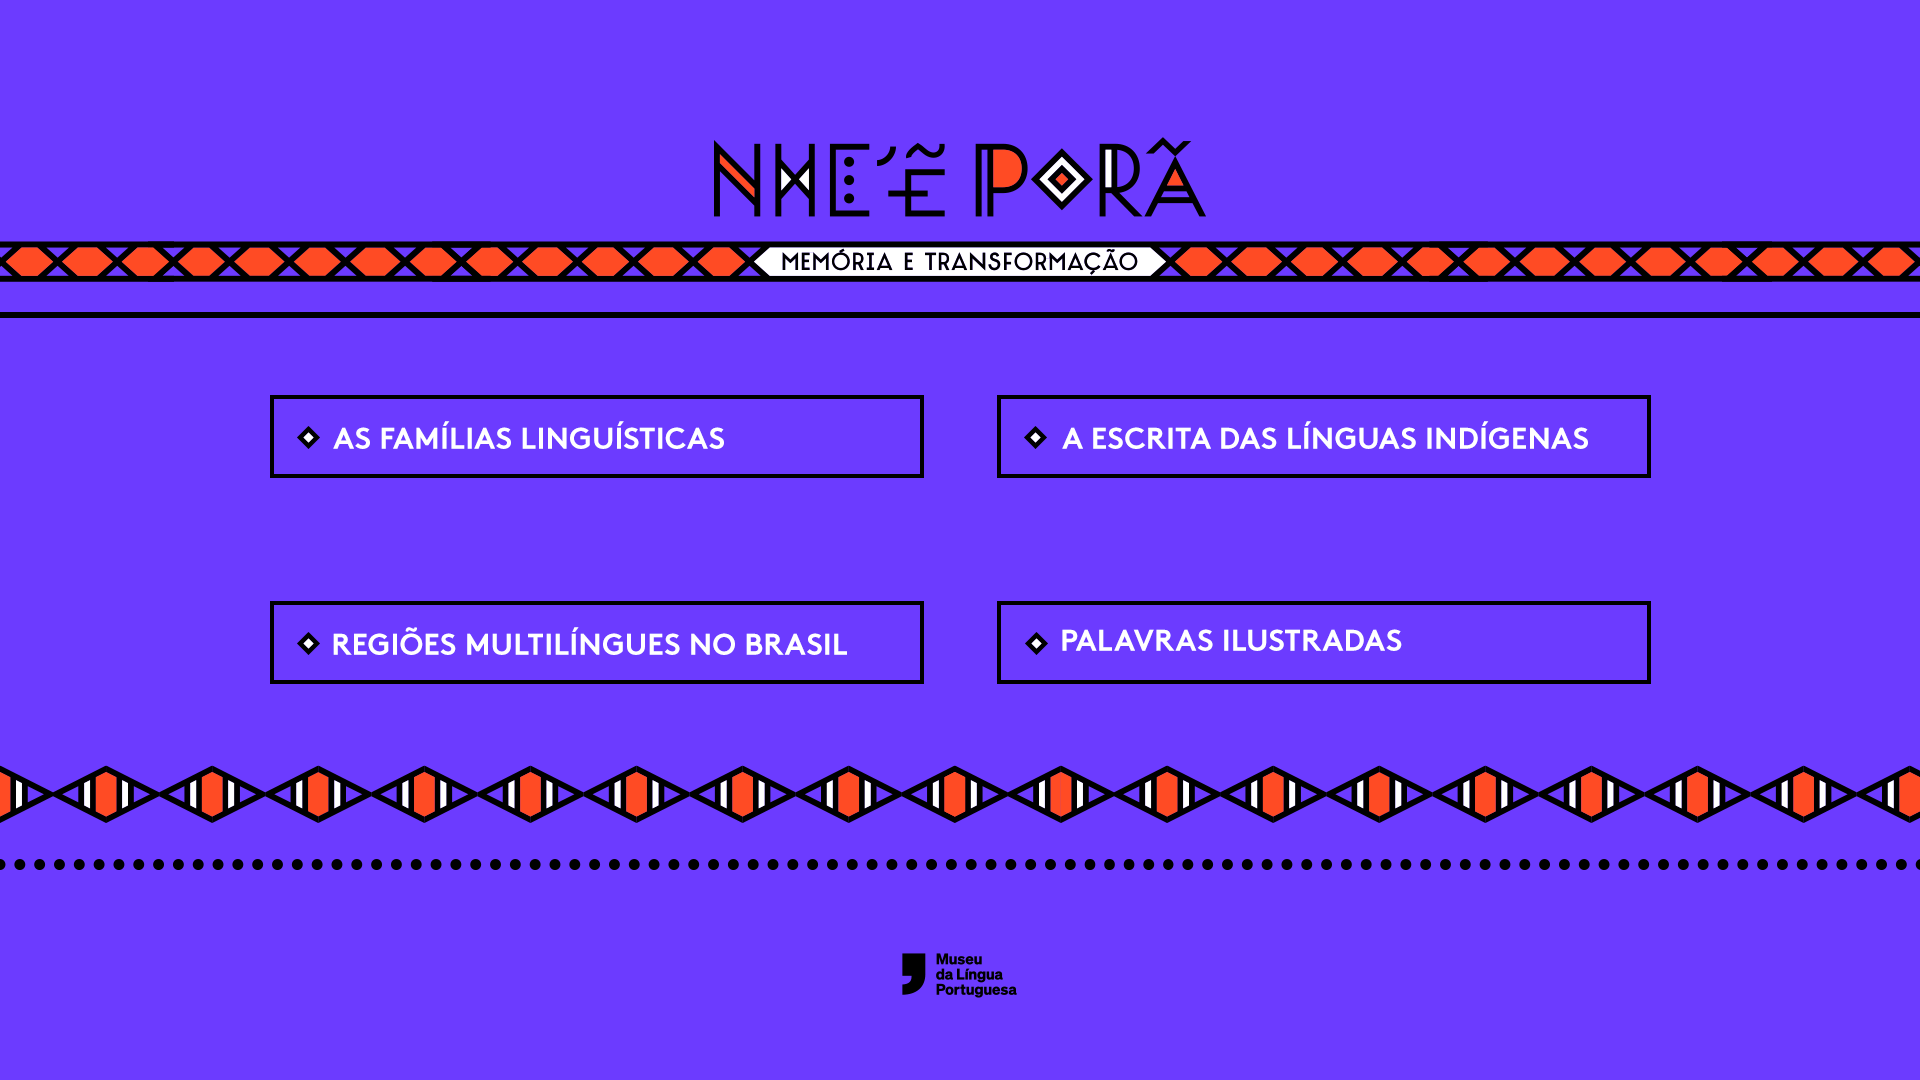 NHE'Ẽ PORÃ
MEMÓRIA E TRANSFORMAÇÃO
AS FAMÍLIAS LINGUÍSTICAS
A ESCRITA DAS LÍNGUAS INDÍGENAS
REGIÕES MULTILÍNGUES NO BRASIL
PALAVRAS ILUSTRADAS
Museu
da Língua
Portuguesa